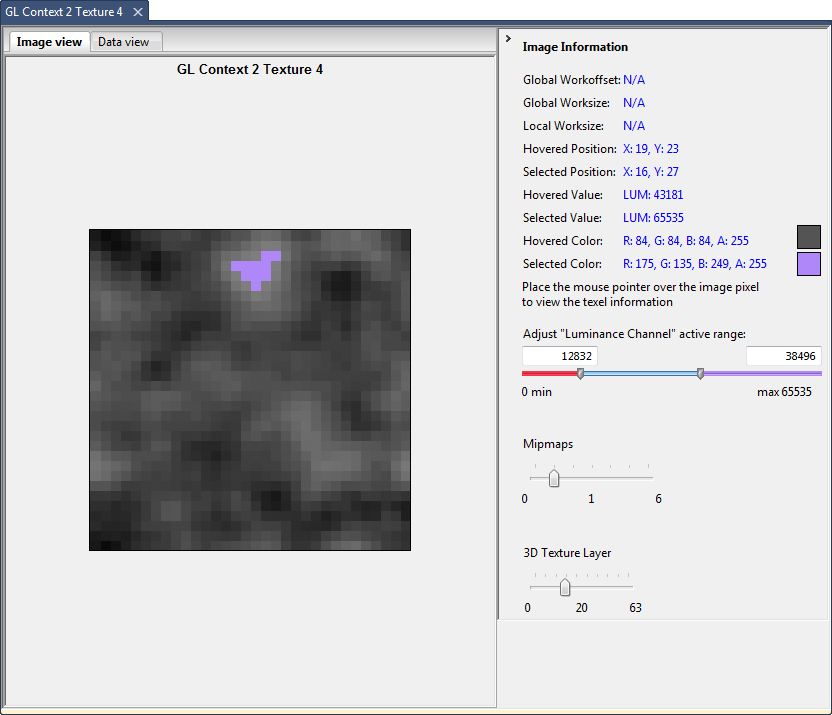 GL Context 2 Texture 4
Image view Data view
GL Context 2 Texture 4
Image Information
Global Workoffset: N/A
Global Worksize: N/A
Local Worksize: N/A
Hovered Position: X: 19, Y: 23
Selected Position: X: 16, Y: 27
Hovered Value: LUM: 43181
Selected Value: LUM: 65535
Hovered Color: R: 84, G: 84, B: 84, A: 255
Selected Color: R: 175, G: 135, B: 249, A: 255
Place the mouse pointer over the image pixel
to view the texel information
Adjust "Luminance Channel" active range:
12832 38496
0 min max 65535
Mipmaps
0 1 6
3D Texture Layer
0 20 63